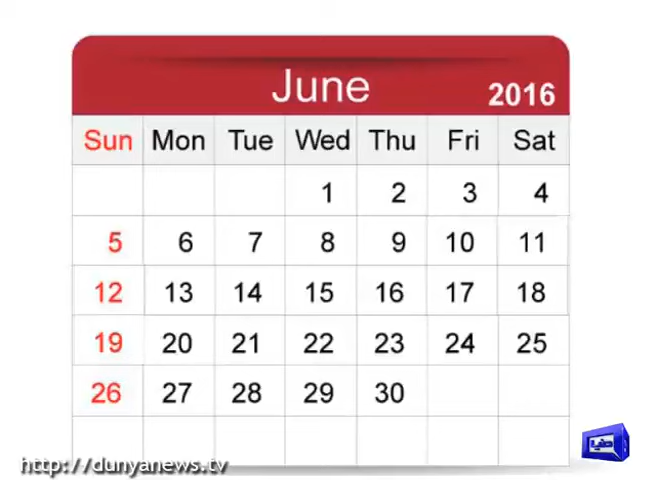 June 2016
Sun Mon Tue Wed Thu Fri Sat
1 2 3 4
5 6 7 8 9 10 11
12 13 14 15 16 17 18
19 20 21 22 23 24 25
26 27 28 29 30
دنیا
http://dunyanews.tv